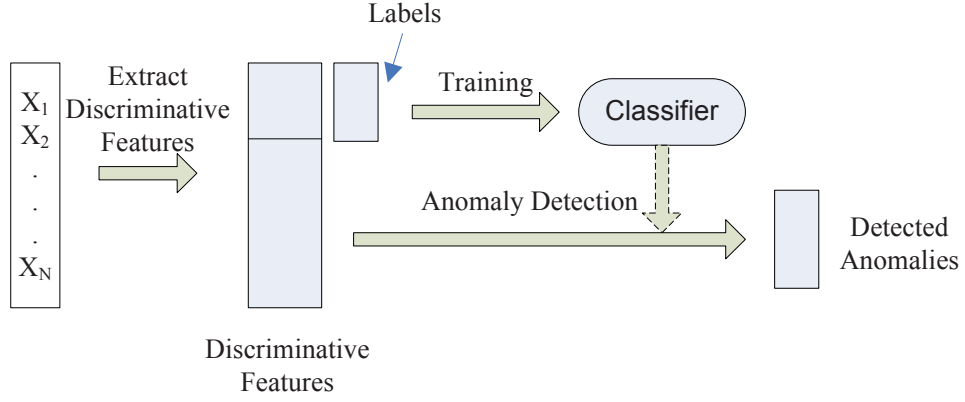 Labels
Extract
Discriminative
Features
X1
X2
.
.
.
XN
Training
Classifier
Anomaly Detection
Detected
Anomalies
Discriminative
Features